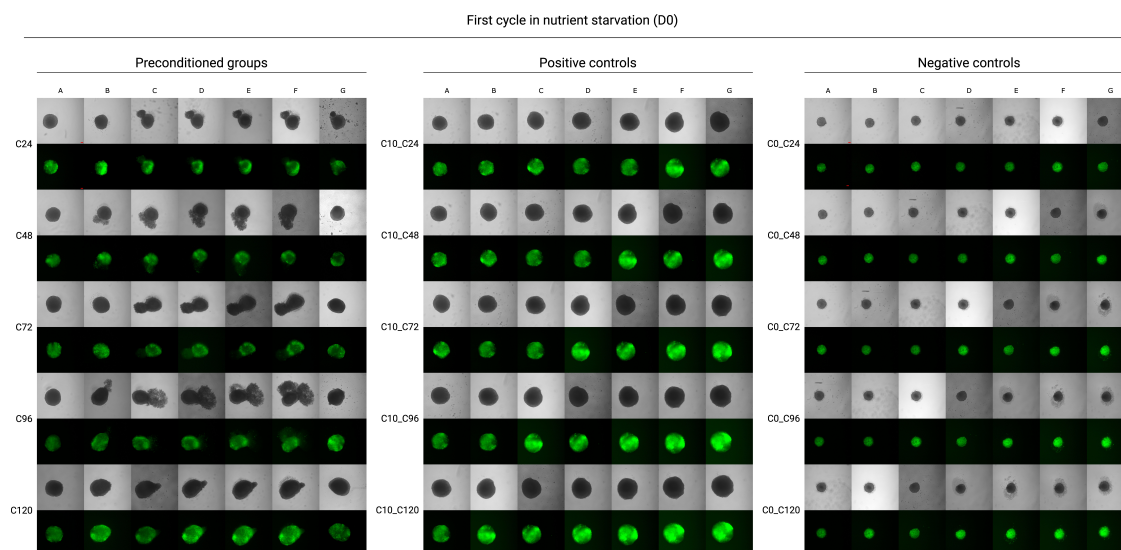 First cycle in nutrient starvation (D0)
Preconditioned groups
Positive controls
Negative controls
A B C D E F G
A B C D E F G
A B C D E F G
C24
C10_C24
C0_C24
C48
C10_C48
C0_C48
C72
C10_C72
C0_C72
C96
C10_C96
C0_C96
C120
C10_C120
C0_C120